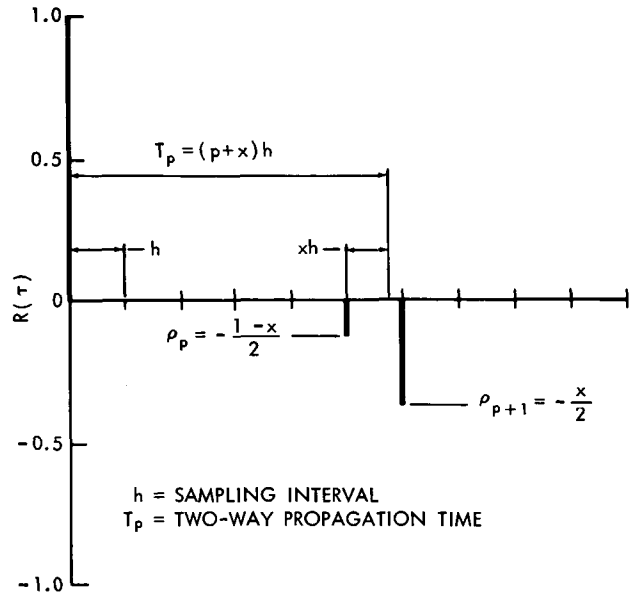 1.0
T_p = (p+x)h
0.5
h
xh
R(τ)
0
ρ_p = - (1-x)/2
ρ_{p+1} = - x/2
-0.5
h = SAMPLING INTERVAL
T_p = TWO-WAY PROPAGATION TIME
-1.0